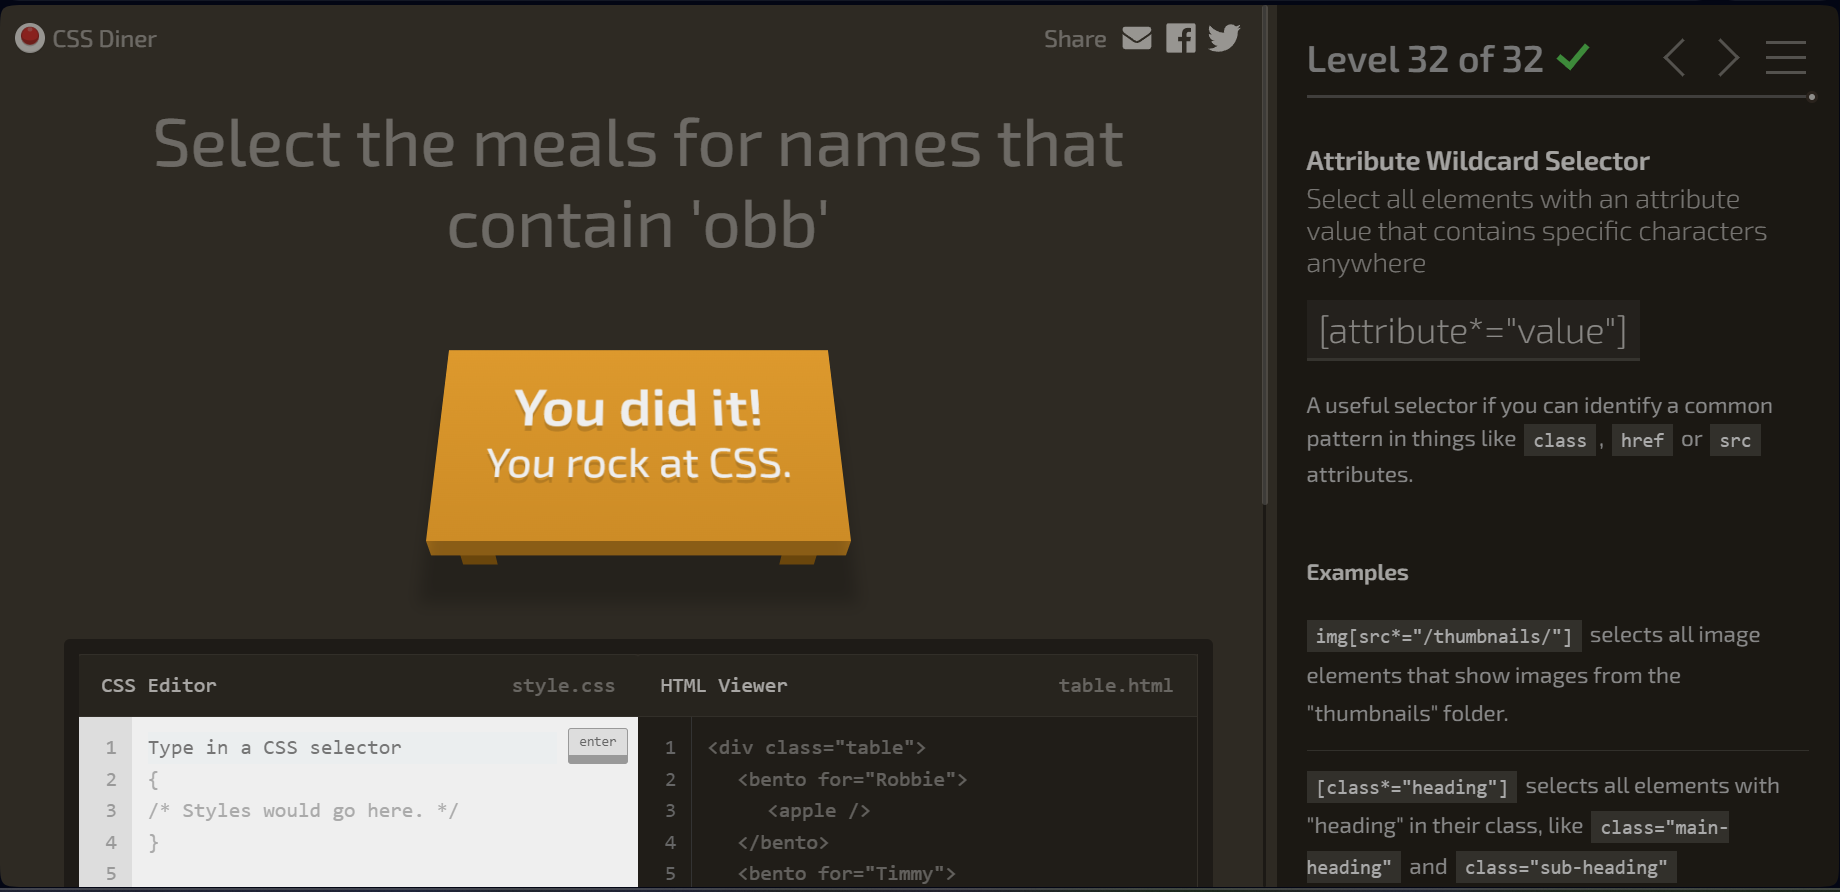 CSS Diner
Share
Select the meals for names that
contain 'obb'
You did it!
You rock at CSS.
CSS Editor
style.css
1
2
3
4
5
Type in a CSS selector
enter
{
/* Styles would go here. */
}
HTML Viewer
table.html
1
2
3
4
5
<div class="table">
<bento for="Robbie">
<apple />
</bento>
<bento for="Timmy">
Level 32 of 32
Attribute Wildcard Selector
Select all elements with an attribute
value that contains specific characters
anywhere
[attribute*="value"]
A useful selector if you can identify a common
pattern in things like class , href or src
attributes.
Examples
img[src*="/thumbnails/"] selects all image
elements that show images from the
"thumbnails" folder.
[class*="heading"] selects all elements with
"heading" in their class, like class="main-
heading" and class="sub-heading"